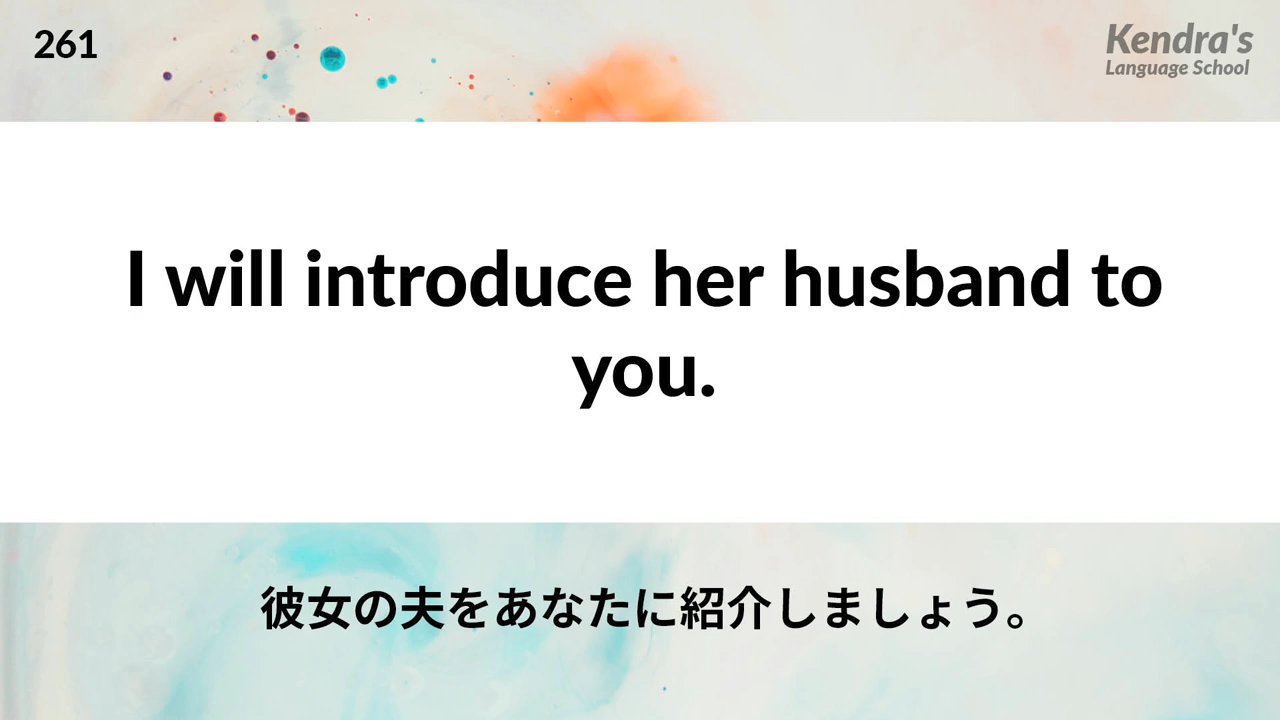 261
Kendra's
Language School
I will introduce her husband to
you.
彼女の夫をあなたに紹介しましょう。